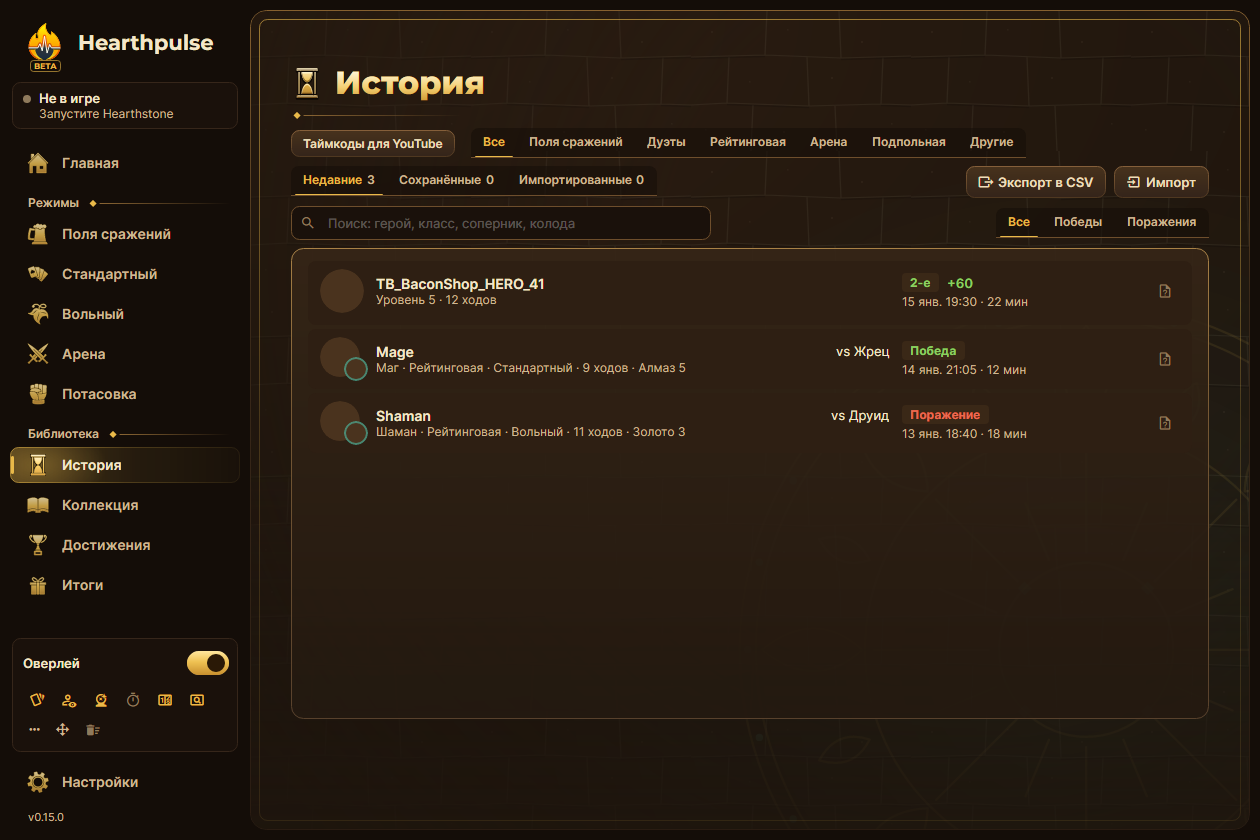 Hearthpulse
BETA
Не в игре
Запустите Hearthstone
Главная
Режимы
Поля сражений
Стандартный
Вольный
Арена
Потасовка
Библиотека
История
Коллекция
Достижения
Итоги
Оверлей
Настройки
v0.15.0
История
Таймкоды для YouTube
Все Поля сражений Дуэты Рейтинговая Арена Подпольная Другие
Недавние 3 Сохранённые 0 Импортированные 0
Экспорт в CSV Импорт
Поиск: герой, класс, соперник, колода
Все Победы Поражения
TB_BaconShop_HERO_41 2-е +60
Уровень 5 · 12 ходов 15 янв. 19:30 · 22 мин
Mage vs Жрец Победа
Маг · Рейтинговая · Стандартный · 9 ходов · Алмаз 5 14 янв. 21:05 · 12 мин
Shaman vs Друид Поражение
Шаман · Рейтинговая · Вольный · 11 ходов · Золото 3 13 янв. 18:40 · 18 мин